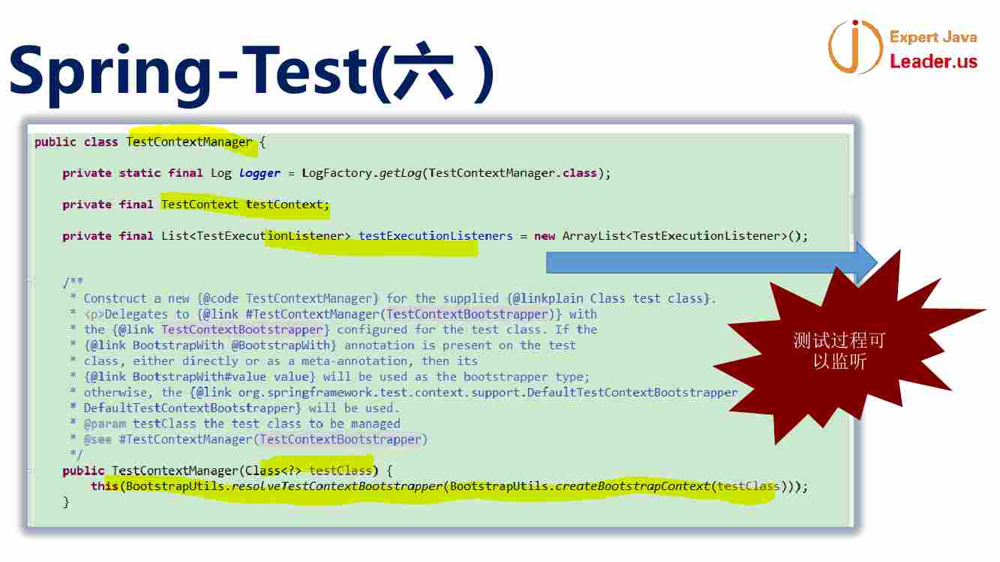 Spring-Test(六 )
Expert Java
Leader.us
public class TestContextManager {
private static final Log logger = LogFactory.getLog(TestContextManager.class);
private final TestContext testContext;
private final List<TestExecutionListener> testExecutionListeners = new ArrayList<TestExecutionListener>();
/**
* Construct a new {@code TestContextManager} for the supplied {@linkplain Class test class}.
* <p>Delegates to {@link #TestContextManager(TestContextBootstrapper)} with
* the {@link TestContextBootstrapper} configured for the test class. If the
* {@link BootstrapWith @BootstrapWith} annotation is present on the test
* class, either directly or as a meta-annotation, then its
* {@link BootstrapWith#value value} will be used as the bootstrapper type;
* otherwise, the {@link org.springframework.test.context.support.DefaultTestContextBootstrapper
* DefaultTestContextBootstrapper} will be used.
* @param testClass the test class to be managed
* @see #TestContextManager(TestContextBootstrapper)
*/
public TestContextManager(Class<?> testClass) {
this(BootstrapUtils.resolveTestContextBootstrapper(BootstrapUtils.createBootstrapContext(testClass)));
}
测试过程可
以监听